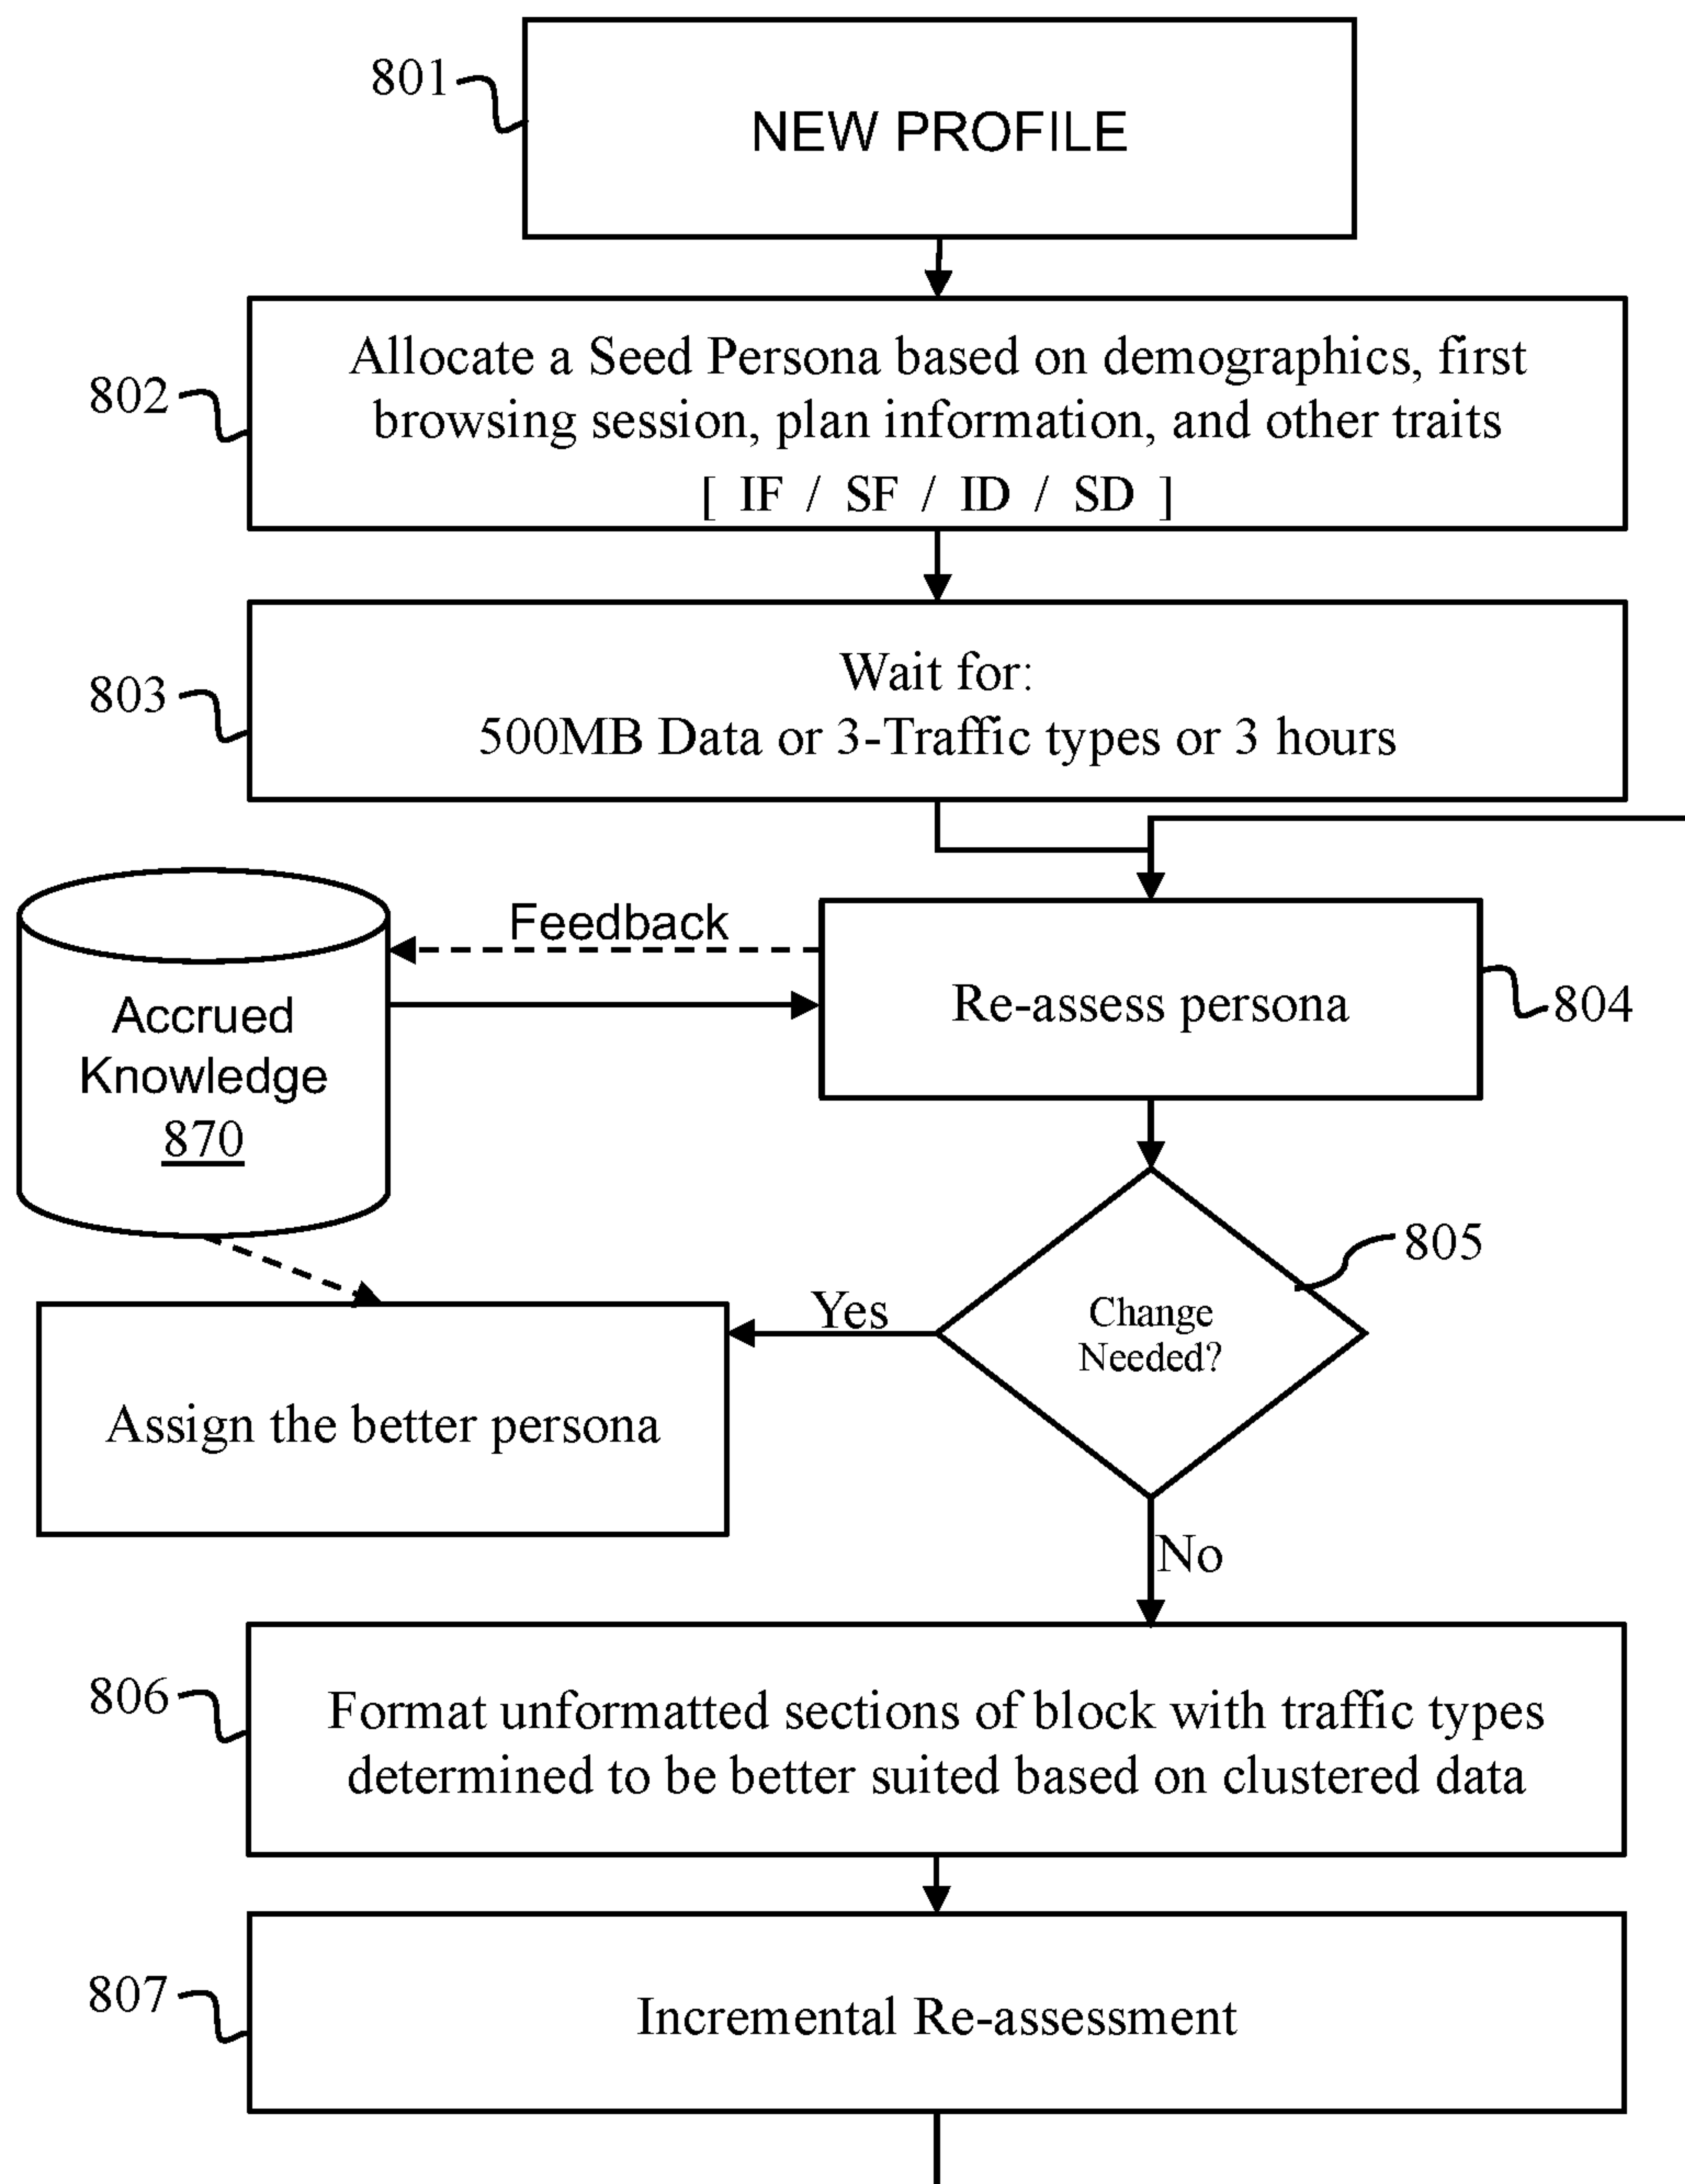 801
NEW PROFILE
802
Allocate a Seed Persona based on demographics, first
browsing session, plan information, and other traits
[ IF / SF / ID / SD ]
803
Wait for:
500MB Data or 3-Traffic types or 3 hours
Feedback
Accrued
Knowledge
870
Re-assess persona
804
805
Change
Needed?
Yes
Assign the better persona
No
806
Format unformatted sections of block with traffic types
determined to be better suited based on clustered data
807
Incremental Re-assessment